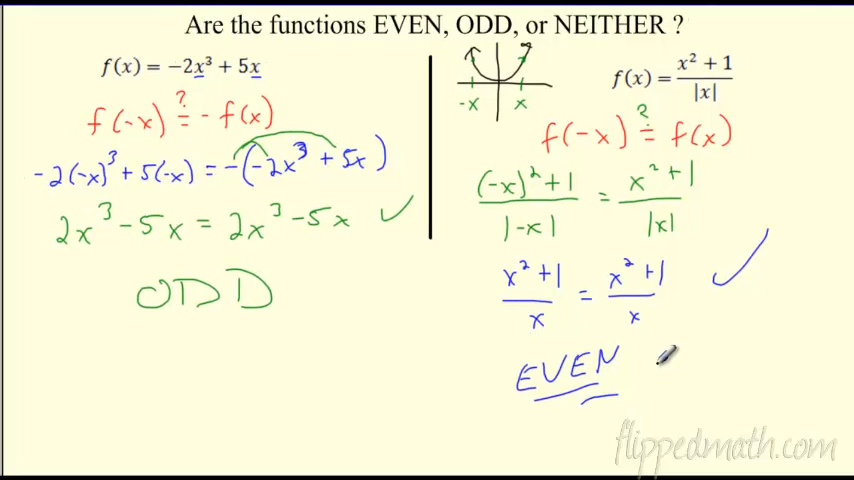 Are the functions EVEN, ODD, or NEITHER ?
f(x) = −2x³ + 5x
f(-x) ≟ - f(x)
-2(-x)³ + 5(-x) = -(-2x³ + 5x)
2x³ - 5x = 2x³ - 5x ✓
ODD
-x x
f(x) = (x² + 1)/|x|
f(-x) ≟ f(x)
((-x)² + 1)/|-x| = (x² + 1)/|x|
(x² + 1)/x = (x² + 1)/x ✓
EVEN
flippedmath.com